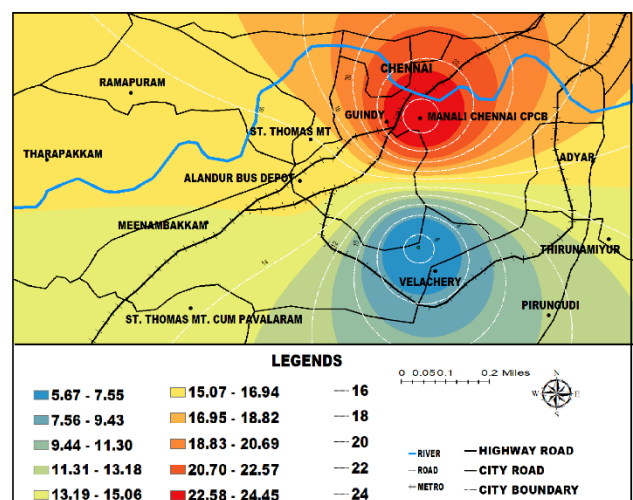 CHENNAI
RAMAPURAM
GUINDY
MANALI CHENNAI CPCB
ST. THOMAS MT
THARAPAKKAM
ADYAR
ALANDUR BUS DEPOT
MEENAMBAKKAM
THIRUNAMIYUR
VELACHERY
PIRUNGUDI
ST. THOMAS MT. CUM PAVALARAM
LEGENDS
0 0.05 0.1 0.2 Miles
N
W E
S
5.67 - 7.55
7.56 - 9.43
9.44 - 11.30
11.31 - 13.18
13.19 - 15.06
15.07 - 16.94
16.95 - 18.82
18.83 - 20.69
20.70 - 22.57
22.58 - 24.45
16
18
20
22
24
RIVER
ROAD
METRO
HIGHWAY ROAD
CITY ROAD
CITY BOUNDARY